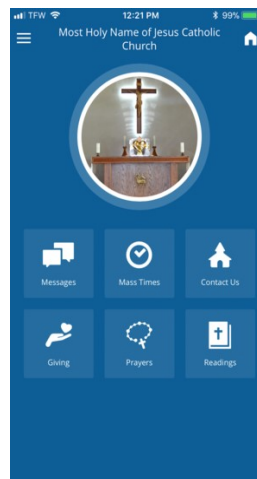 TFW 12:21 PM 99%
Most Holy Name of Jesus Catholic
Church
Messages Mass Times Contact Us
Giving Prayers Readings